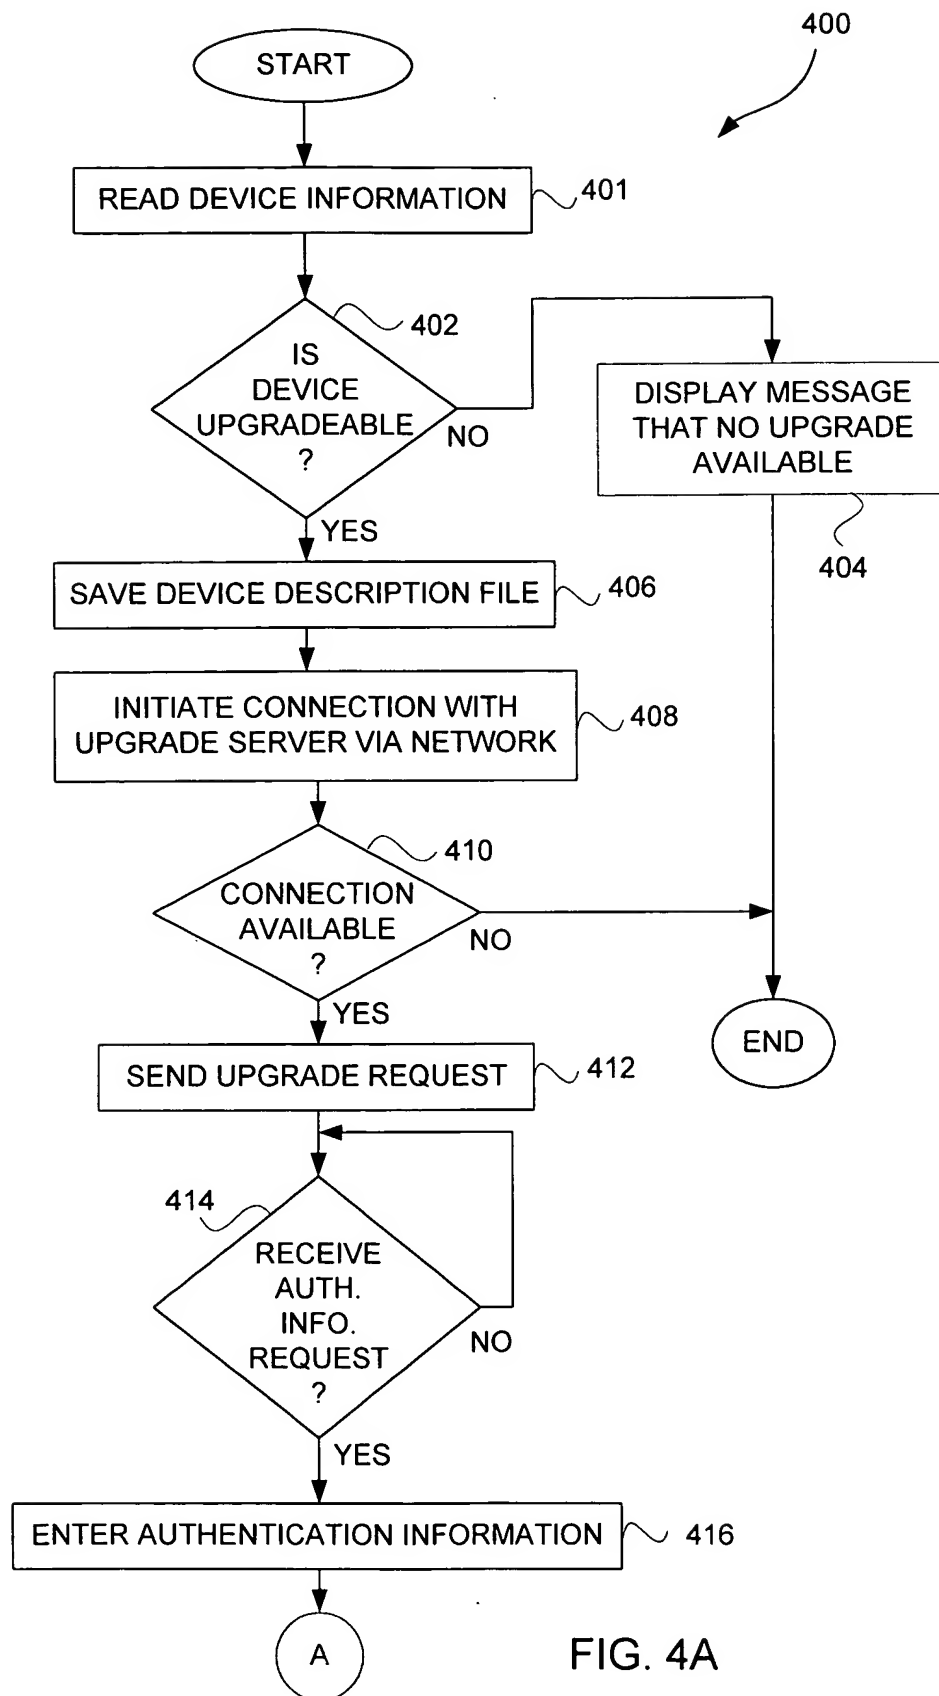 400
START
READ DEVICE INFORMATION
401
402
IS
DEVICE
UPGRADEABLE
?
NO
YES
DISPLAY MESSAGE
THAT NO UPGRADE
AVAILABLE
404
SAVE DEVICE DESCRIPTION FILE
406
INITIATE CONNECTION WITH
UPGRADE SERVER VIA NETWORK
408
410
CONNECTION
AVAILABLE
?
NO
YES
END
SEND UPGRADE REQUEST
412
414
RECEIVE
AUTH.
INFO.
REQUEST
?
NO
YES
ENTER AUTHENTICATION INFORMATION
416
A
FIG. 4A